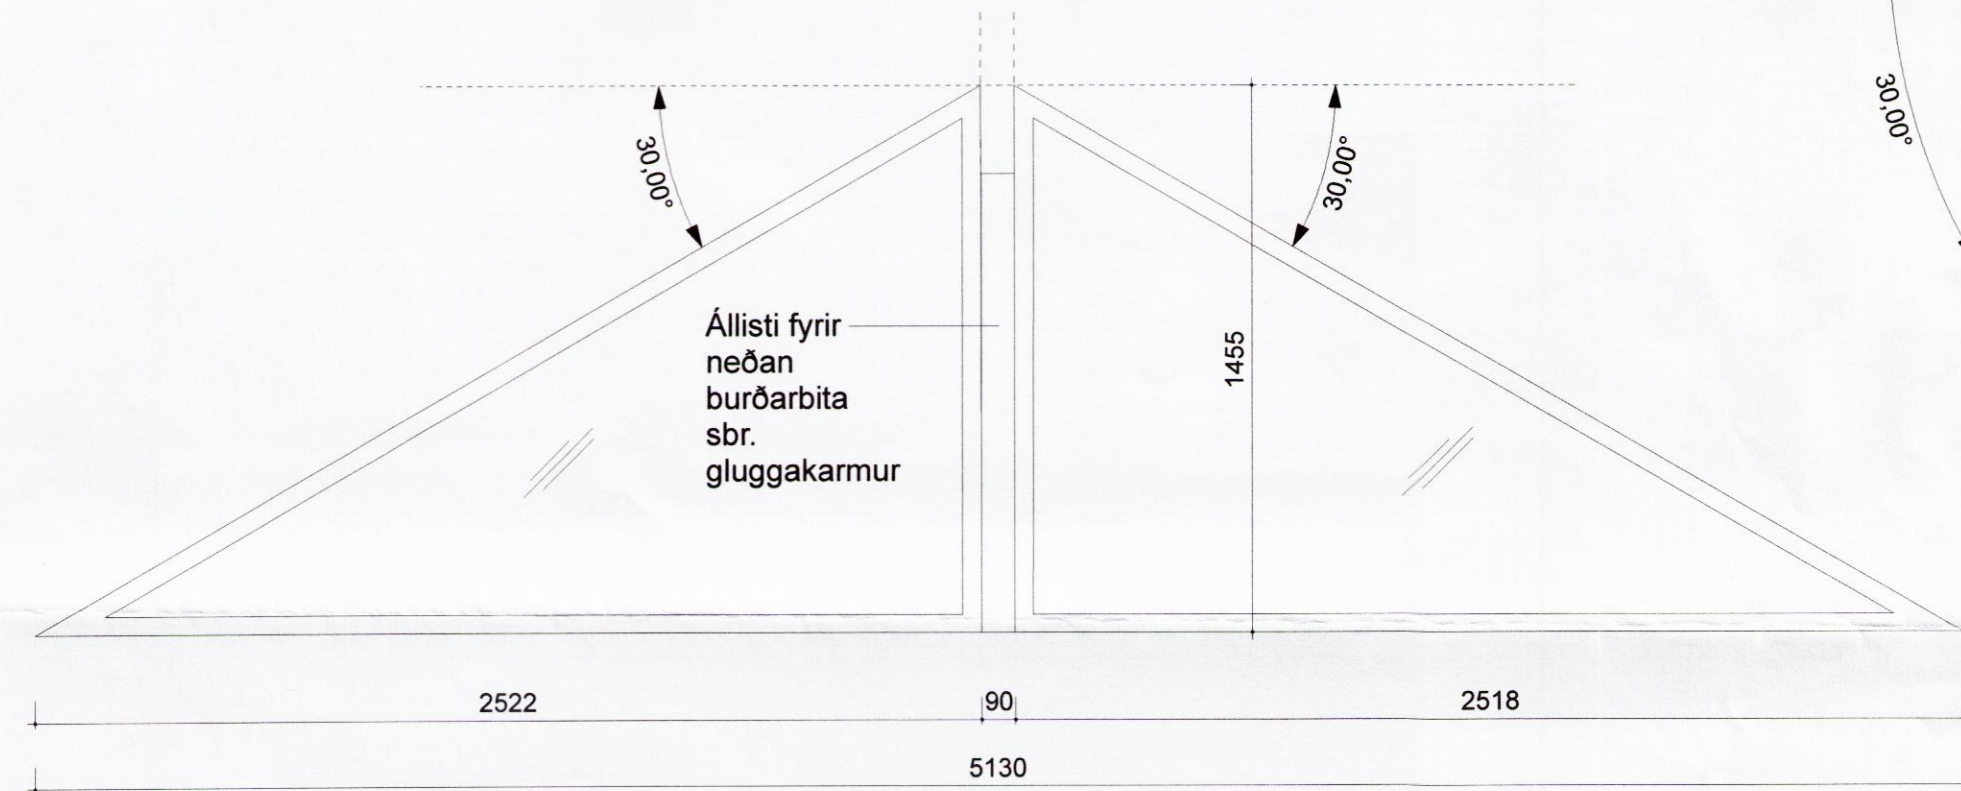 30,00°
30,00°
30,00°
Állisti fyrir
neðan
burðarbita
sbr.
gluggakarmur
1455
2522
90
2518
5130